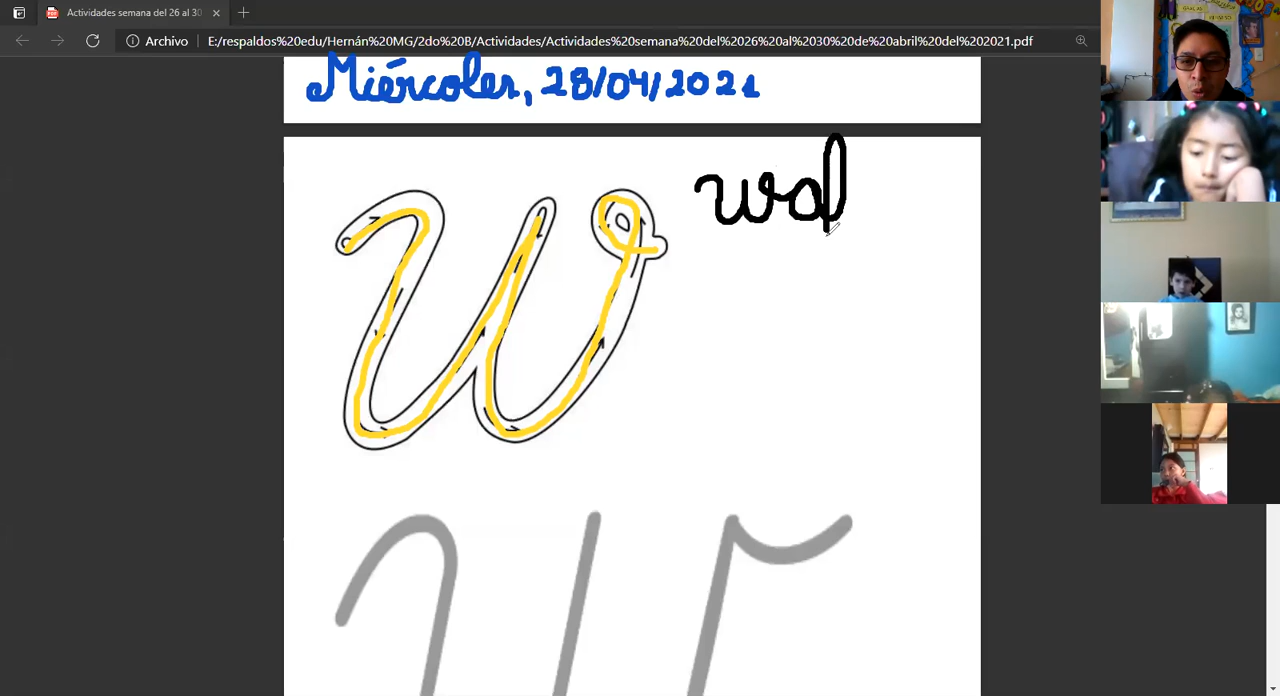 Actividades semana del 26 al 30
Archivo E:/respaldos%20edu/Hernán%20MG/2do%20B/Actividades/Actividades%20semana%20del%2026%20al%2030%20de%20abril%20del%202021.pdf
Miércoles, 28/04/2021
W wal